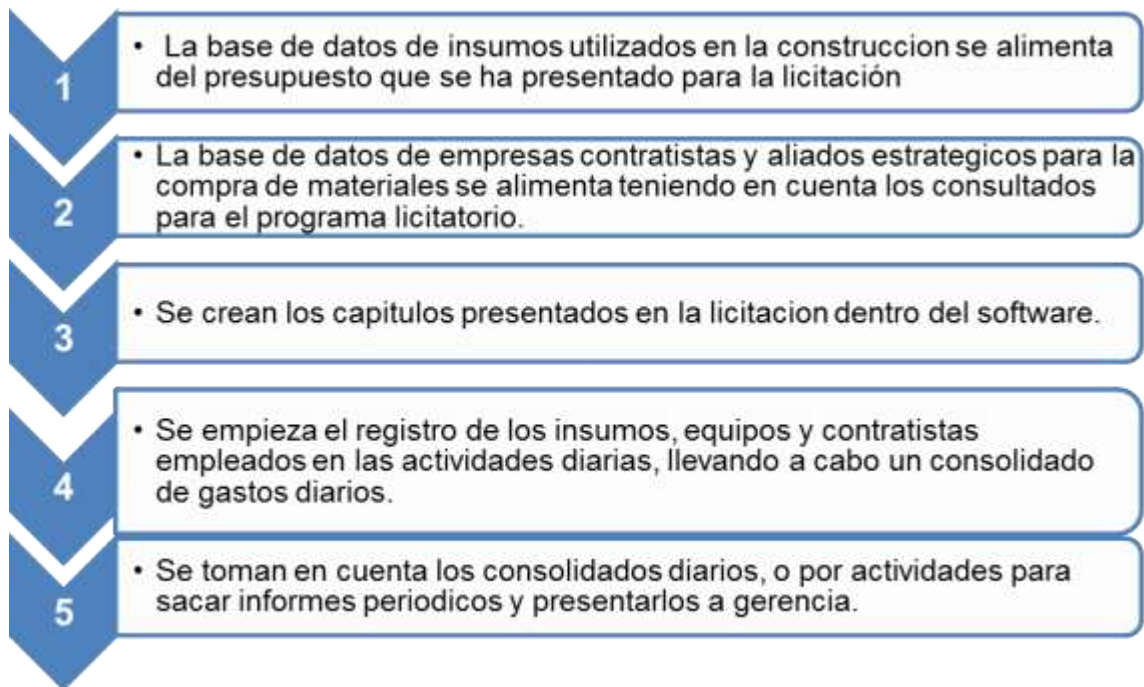 1
• La base de datos de insumos utilizados en la construccion se alimenta
del presupuesto que se ha presentado para la licitación
2
• La base de datos de empresas contratistas y aliados estrategicos para la
compra de materiales se alimenta teniendo en cuenta los consultados
para el programa licitatorio.
3
• Se crean los capitulos presentados en la licitacion dentro del software.
4
• Se empieza el registro de los insumos, equipos y contratistas
empleados en las actividades diarias, llevando a cabo un consolidado
de gastos diarios.
5
• Se toman en cuenta los consolidados diarios, o por actividades para
sacar informes periodicos y presentarlos a gerencia.